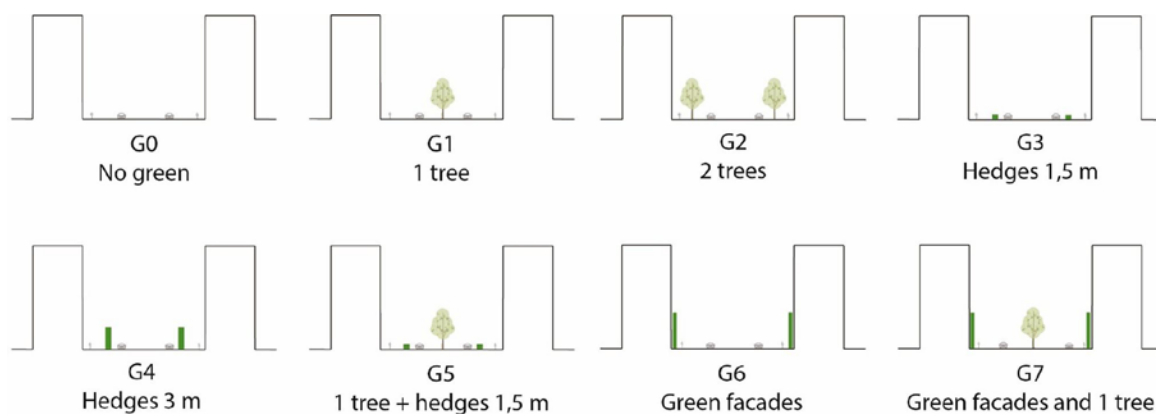 G0
No green
G1
1 tree
G2
2 trees
G3
Hedges 1,5 m
G4
Hedges 3 m
G5
1 tree + hedges 1,5 m
G6
Green facades
G7
Green facades and 1 tree